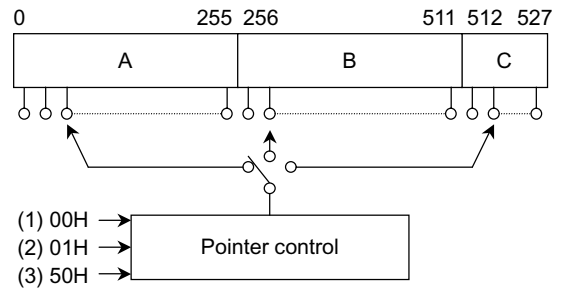 0 255 256 511 512 527
A B C
(1) 00H
(2) 01H Pointer control
(3) 50H